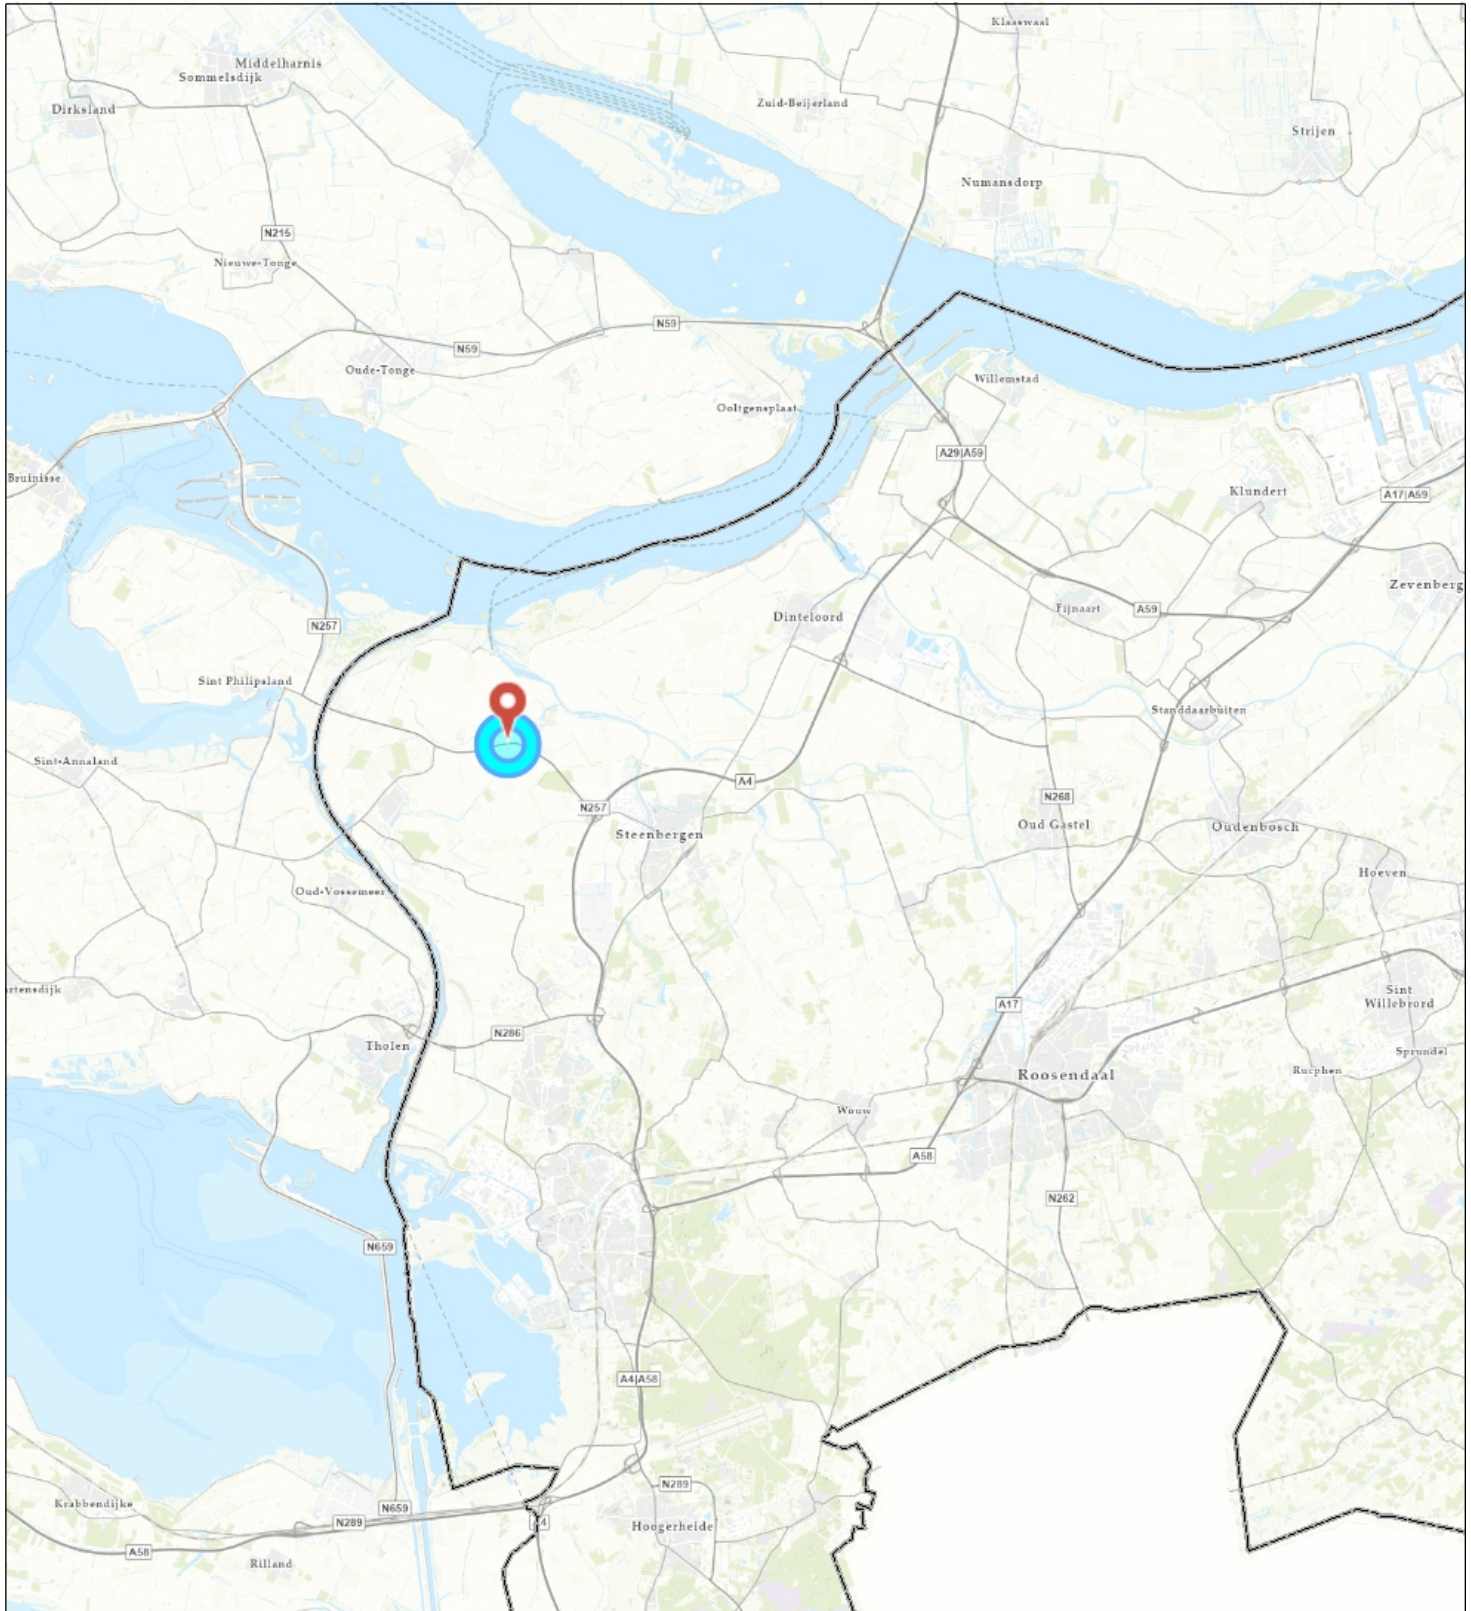 Klaaswaal
Middelharnis
Sommelsdijk
Dirksland
Zuid-Beijerland
Strijen
Numansdorp
N215
Nieuwe-Tonge
N59
N59
Oude-Tonge
Willemstad
Ooltgensplaat
A29|A59
Bruinisse
Klundert
A17|A59
Zevenberg
Dinteloord
Fijnaart
A59
N257
Sint Philipsland
Standdaarbuiten
Sint-Annaland
A4
N257
N268
Steenbergen
Oud Gastel
Oudenbosch
Hoeven
Oud-Vossemeer
rtensdijk
Sint
Willebrord
A17
N286
Tholen
Sprundel
Roosendaal
Rucphen
Wouw
A58
N262
N659
A4|A58
N289
Krabbendijke
N659
N289
Hoogerheide
A58
Rilland